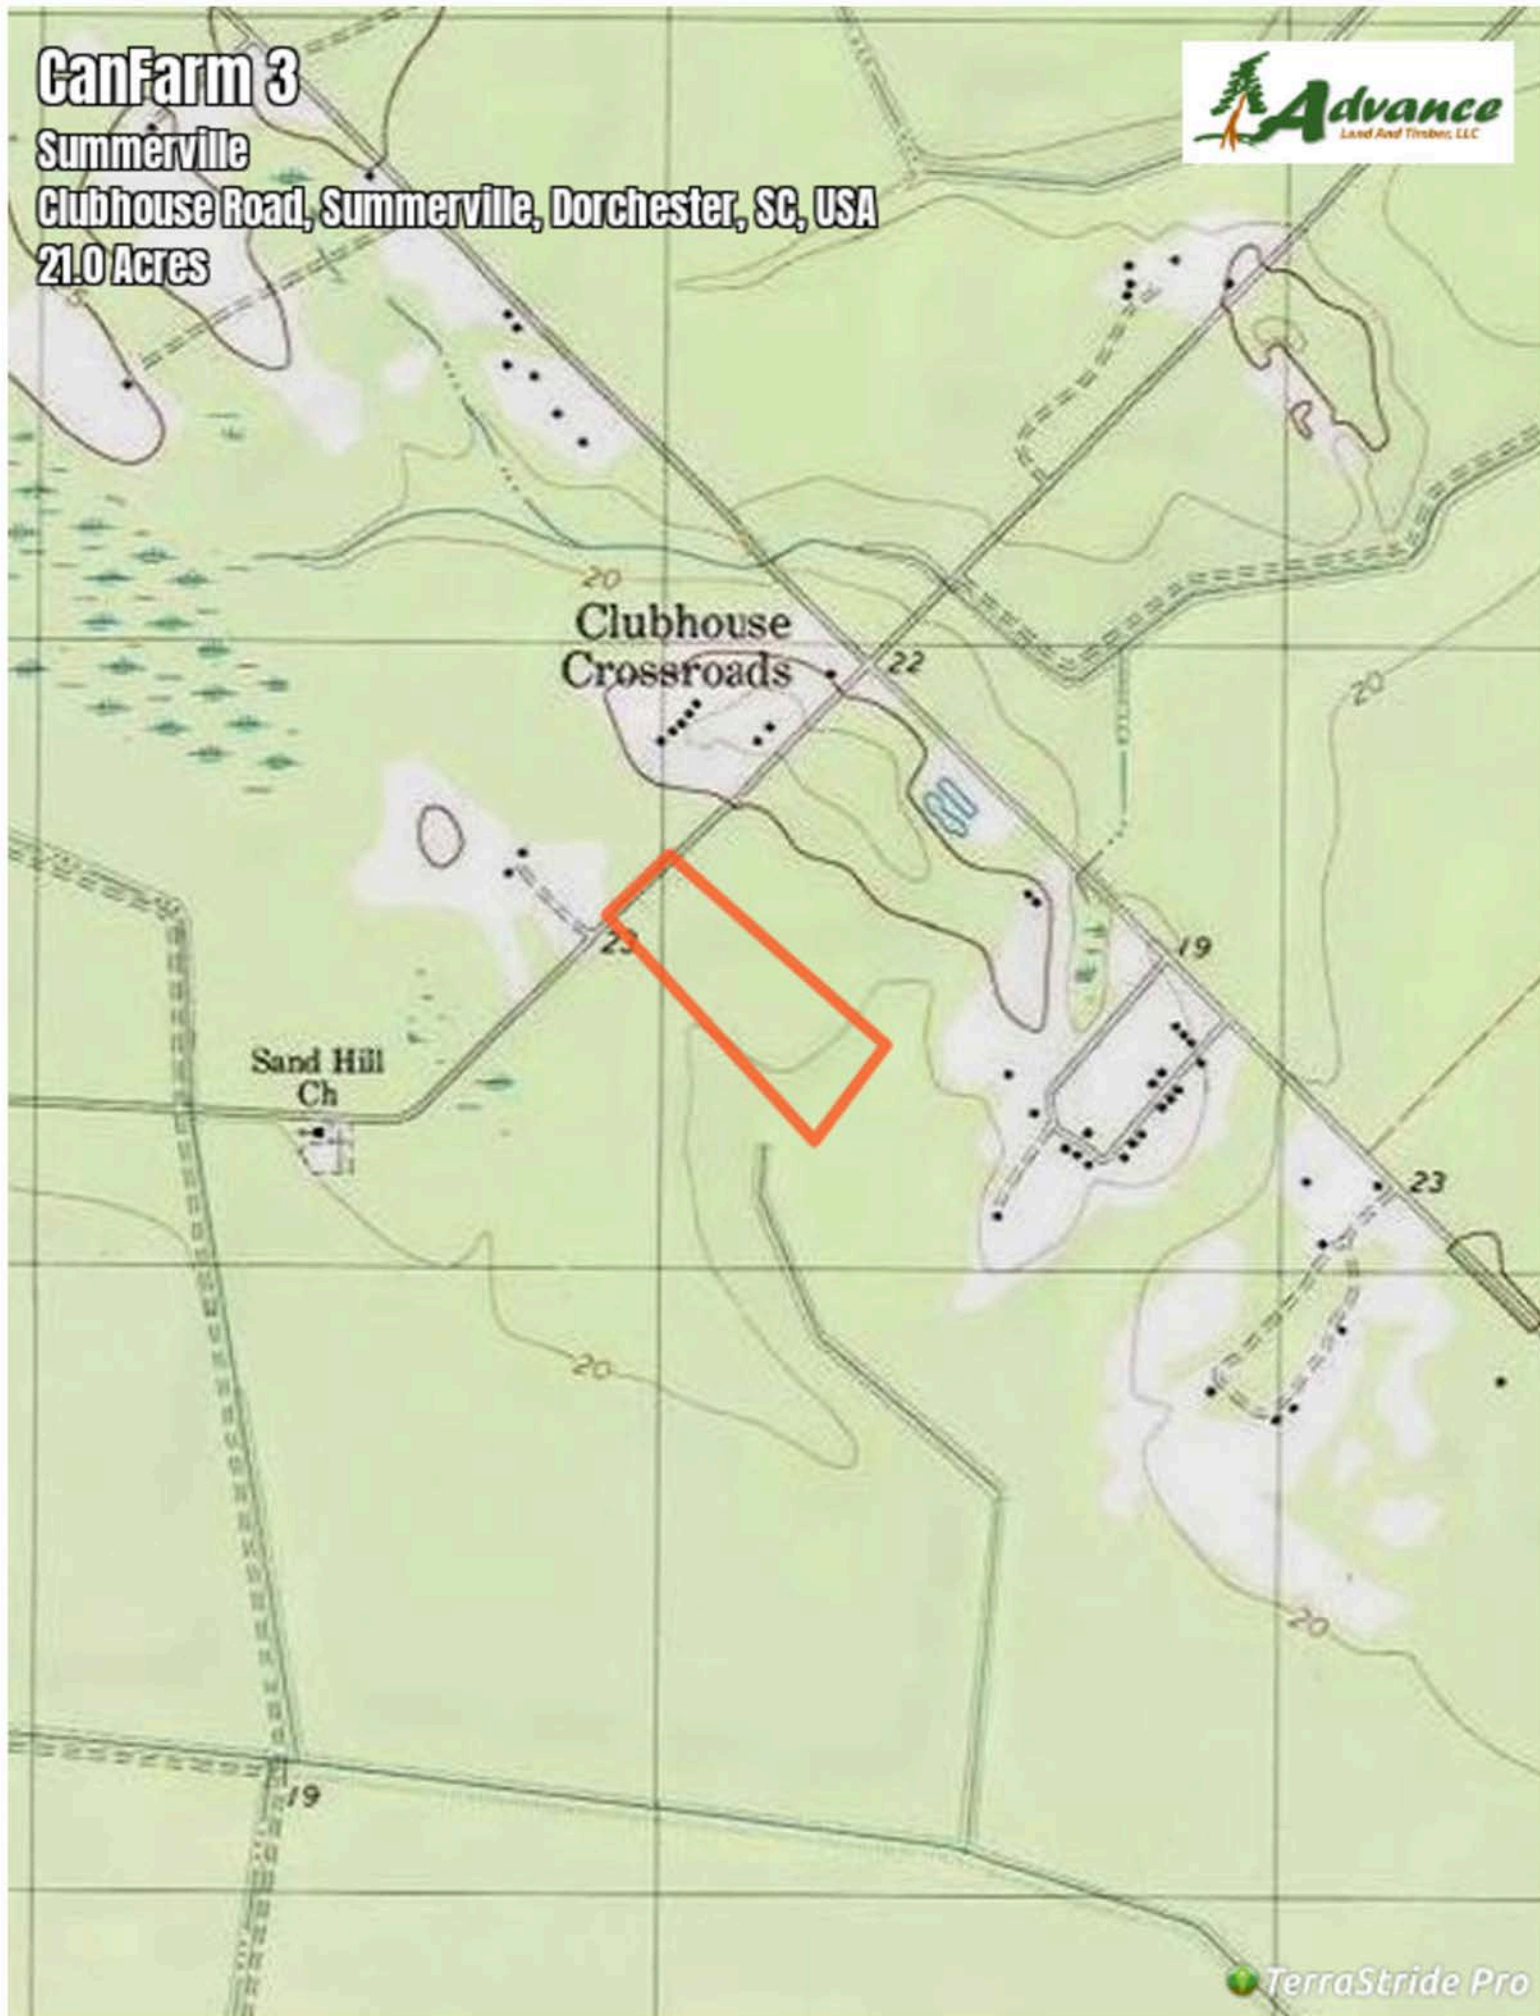 CanFarm 3
Summerville
Clubhouse Road, Summerville, Dorchester, SC, USA
21.0 Acres
Advance
Land And Timber, LLC
20
Clubhouse
Crossroads
22
20
23
19
Sand Hill
Ch
23
20
20
19
TerraStride Pro